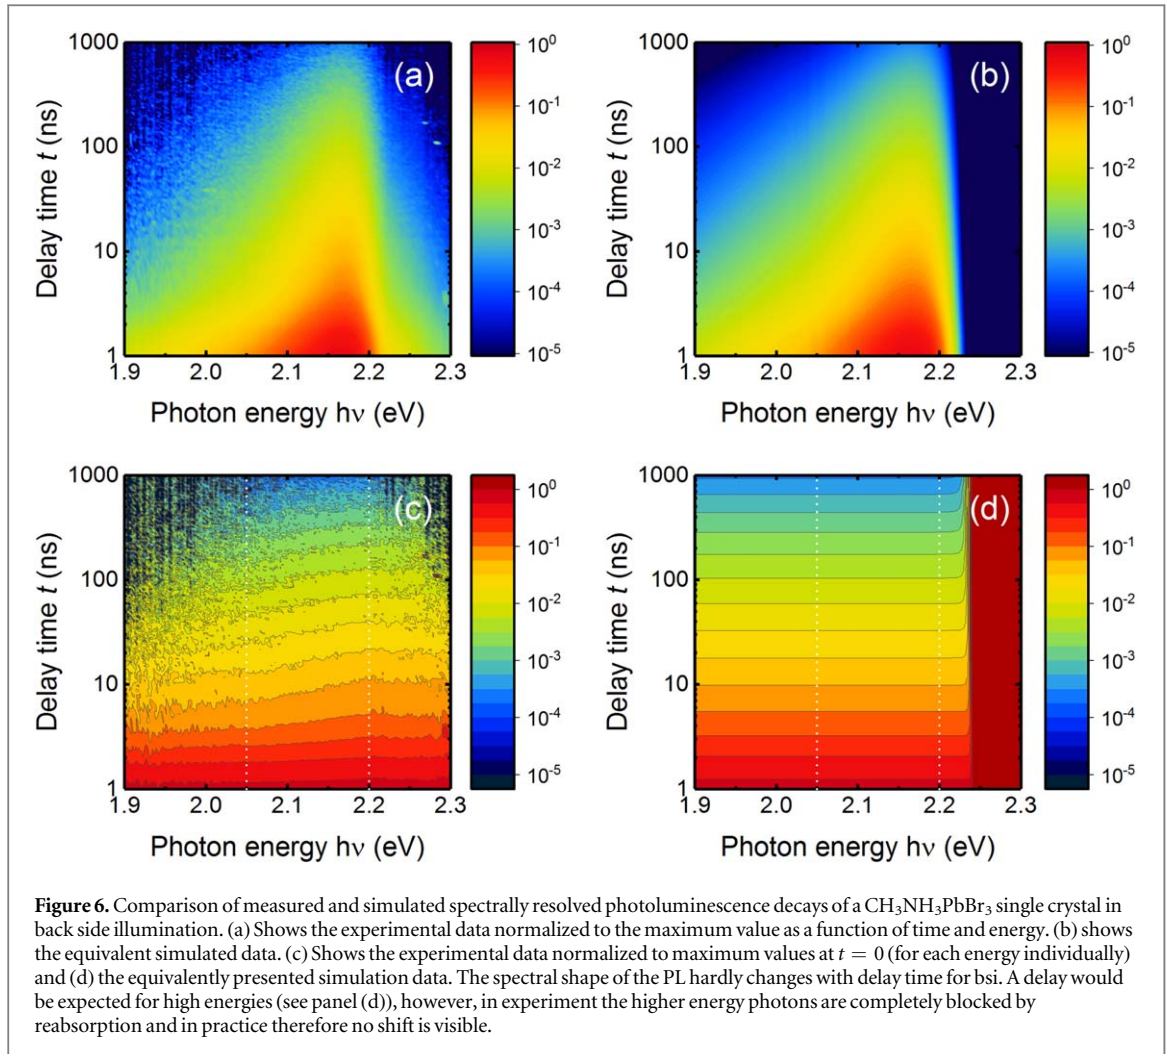 1000
100
10
1
Delay time t (ns)
(a)
10⁰
10⁻¹
10⁻²
10⁻³
10⁻⁴
10⁻⁵
1.9 2.0 2.1 2.2 2.3
Photon energy hν (eV)
1000
100
10
1
Delay time t (ns)
(b)
10⁰
10⁻¹
10⁻²
10⁻³
10⁻⁴
10⁻⁵
1.9 2.0 2.1 2.2 2.3
Photon energy hν (eV)
1000
100
10
1
Delay time t (ns)
(c)
10⁰
10⁻¹
10⁻²
10⁻³
10⁻⁴
10⁻⁵
1.9 2.0 2.1 2.2 2.3
Photon energy hν (eV)
1000
100
10
1
Delay time t (ns)
(d)
10⁰
10⁻¹
10⁻²
10⁻³
10⁻⁴
10⁻⁵
1.9 2.0 2.1 2.2 2.3
Photon energy hν (eV)
Figure 6. Comparison of measured and simulated spectrally resolved photoluminescence decays of a CH₃NH₃PbBr₃ single crystal in
back side illumination. (a) Shows the experimental data normalized to the maximum value as a function of time and energy. (b) shows
the equivalent simulated data. (c) Shows the experimental data normalized to maximum values at t = 0 (for each energy individually)
and (d) the equivalently presented simulation data. The spectral shape of the PL hardly changes with delay time for bsi. A delay would
be expected for high energies (see panel (d)), however, in experiment the higher energy photons are completely blocked by
reabsorption and in practice therefore no shift is visible.